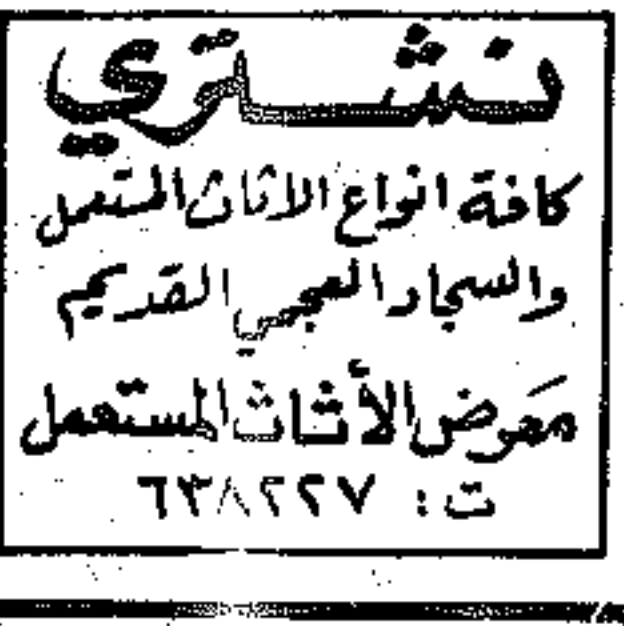 نشتري
كافة انواع الاثاث المستعمل
والسجاد العجمي القديم
معرض الأثاث المستعمل
ت : ٦٣٨٢٢٧